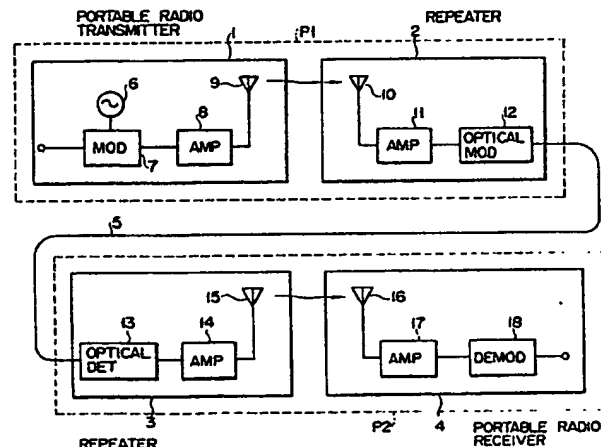 PORTABLE RADIO
TRANSMITTER
1
P1
REPEATER
2
6
9
10
8
11
12
MOD
AMP
AMP
OPTICAL
MOD
7
5
15
16
13
14
17
18
OPTICAL
DET
AMP
AMP
DEMOD
3
REPEATER
P2
4
PORTABLE RADIO
RECEIVER